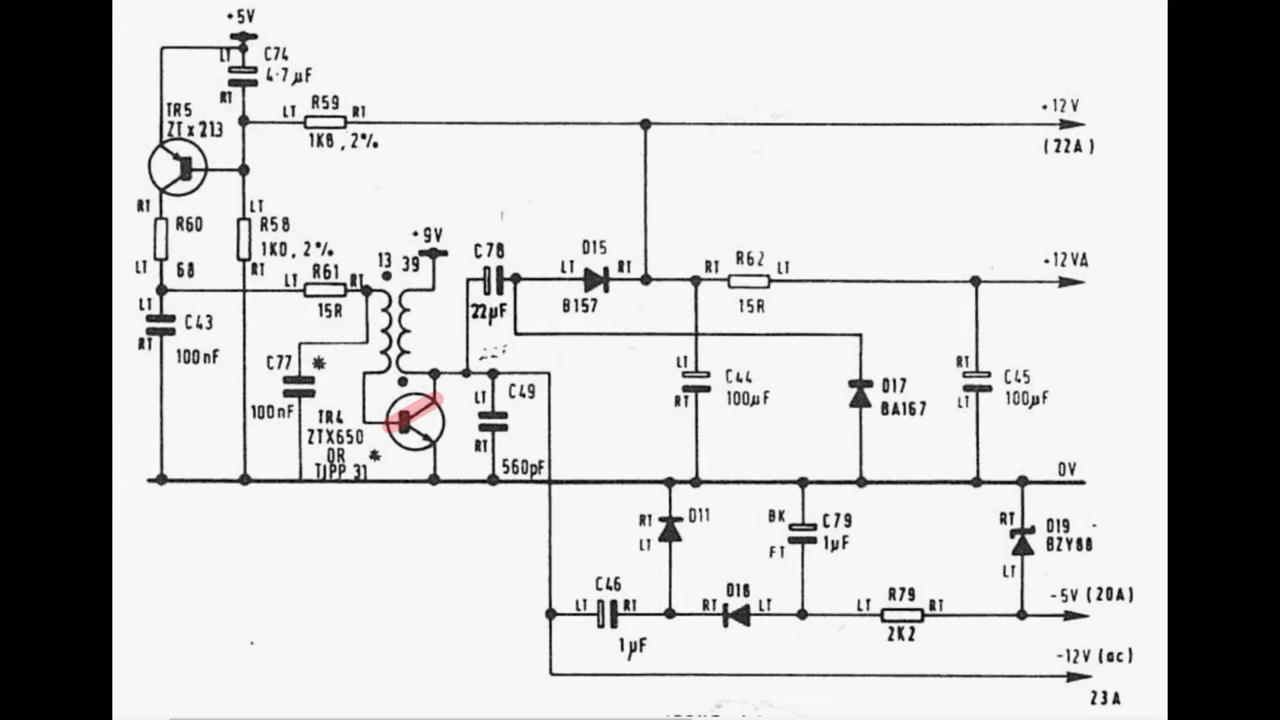 +5V
LT
C74
4.7µF
RT
TR5
ZTx213
LT
R59
RT
1K8, 2%
+12V
(22A)
RT
R60
LT
68
LT
R58
1K0, 2%
RT
LT
R61
RT
15R
13
39
+9V
C78
22µF
LT
D15
RT
B157
RT
R62
LT
15R
+12VA
LT
C43
RT
100nF
C77
*
100nF
TR4
ZTX650
OR
*
TJPP 31
LT
C49
RT
560pF
LT
C44
RT
100µF
D17
BA167
RT
C45
LT
100µF
0V
RT
D11
LT
BK
C79
1µF
FT
RT
D19
BZY88
LT
C46
LT
RT
1µF
D18
RT
LT
R79
LT
RT
2K2
-5V (20A)
-12V (ac)
23A